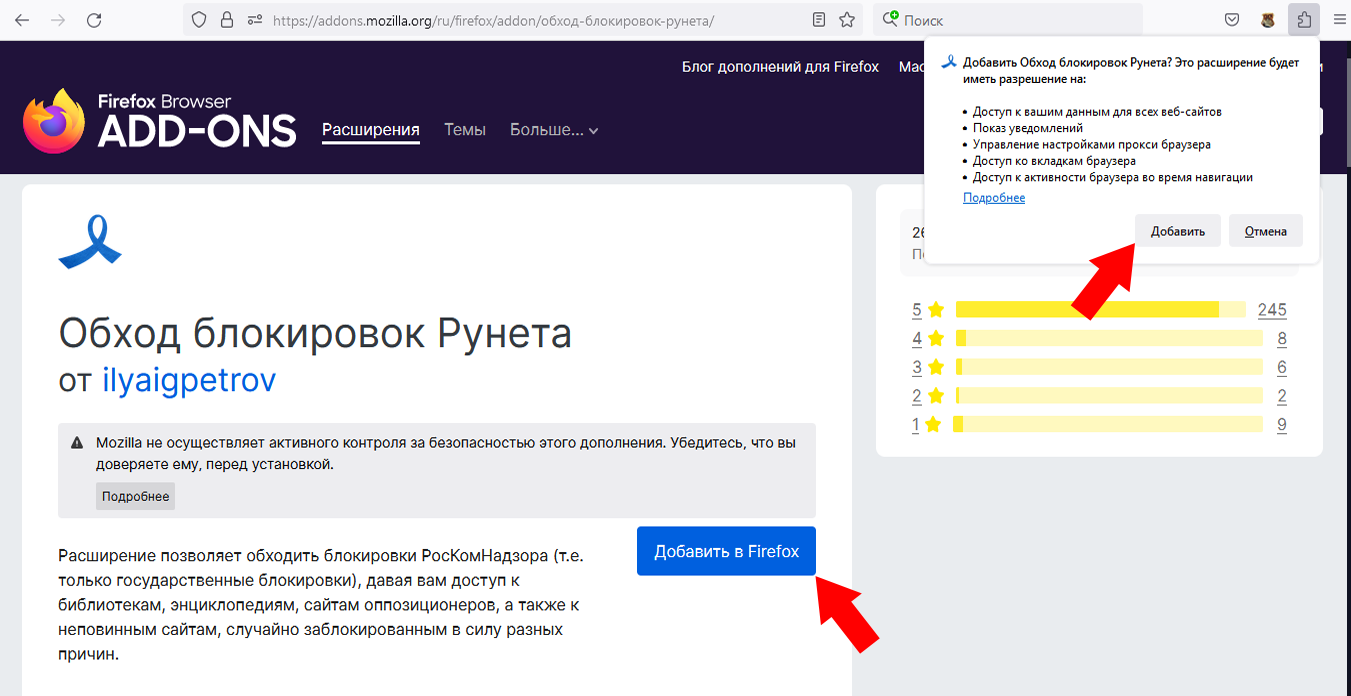 https://addons.mozilla.org/ru/firefox/addon/обход-блокировок-рунета/
Поиск
Блог дополнений для Firefox
Добавить Обход блокировок Рунета? Это расширение будет
иметь разрешение на:
• Доступ к вашим данным для всех веб-сайтов
• Показ уведомлений
• Управление настройками прокси браузера
• Доступ ко вкладкам браузера
• Доступ к активности браузера во время навигации
Подробнее
Добавить
Отмена
Firefox Browser
ADD-ONS
Расширения
Темы
Больше...
Обход блокировок Рунета
от ilyaigpetrov
Mozilla не осуществляет активного контроля за безопасностью этого дополнения. Убедитесь, что вы
доверяете ему, перед установкой.
Подробнее
Расширение позволяет обходить блокировки РосКомНадзора (т.е.
только государственные блокировки), давая вам доступ к
библиотекам, энциклопедиям, сайтам оппозиционеров, а также к
неповинным сайтам, случайно заблокированным в силу разных
причин.
Добавить в Firefox
5 245
4 8
3 6
2 2
1 9